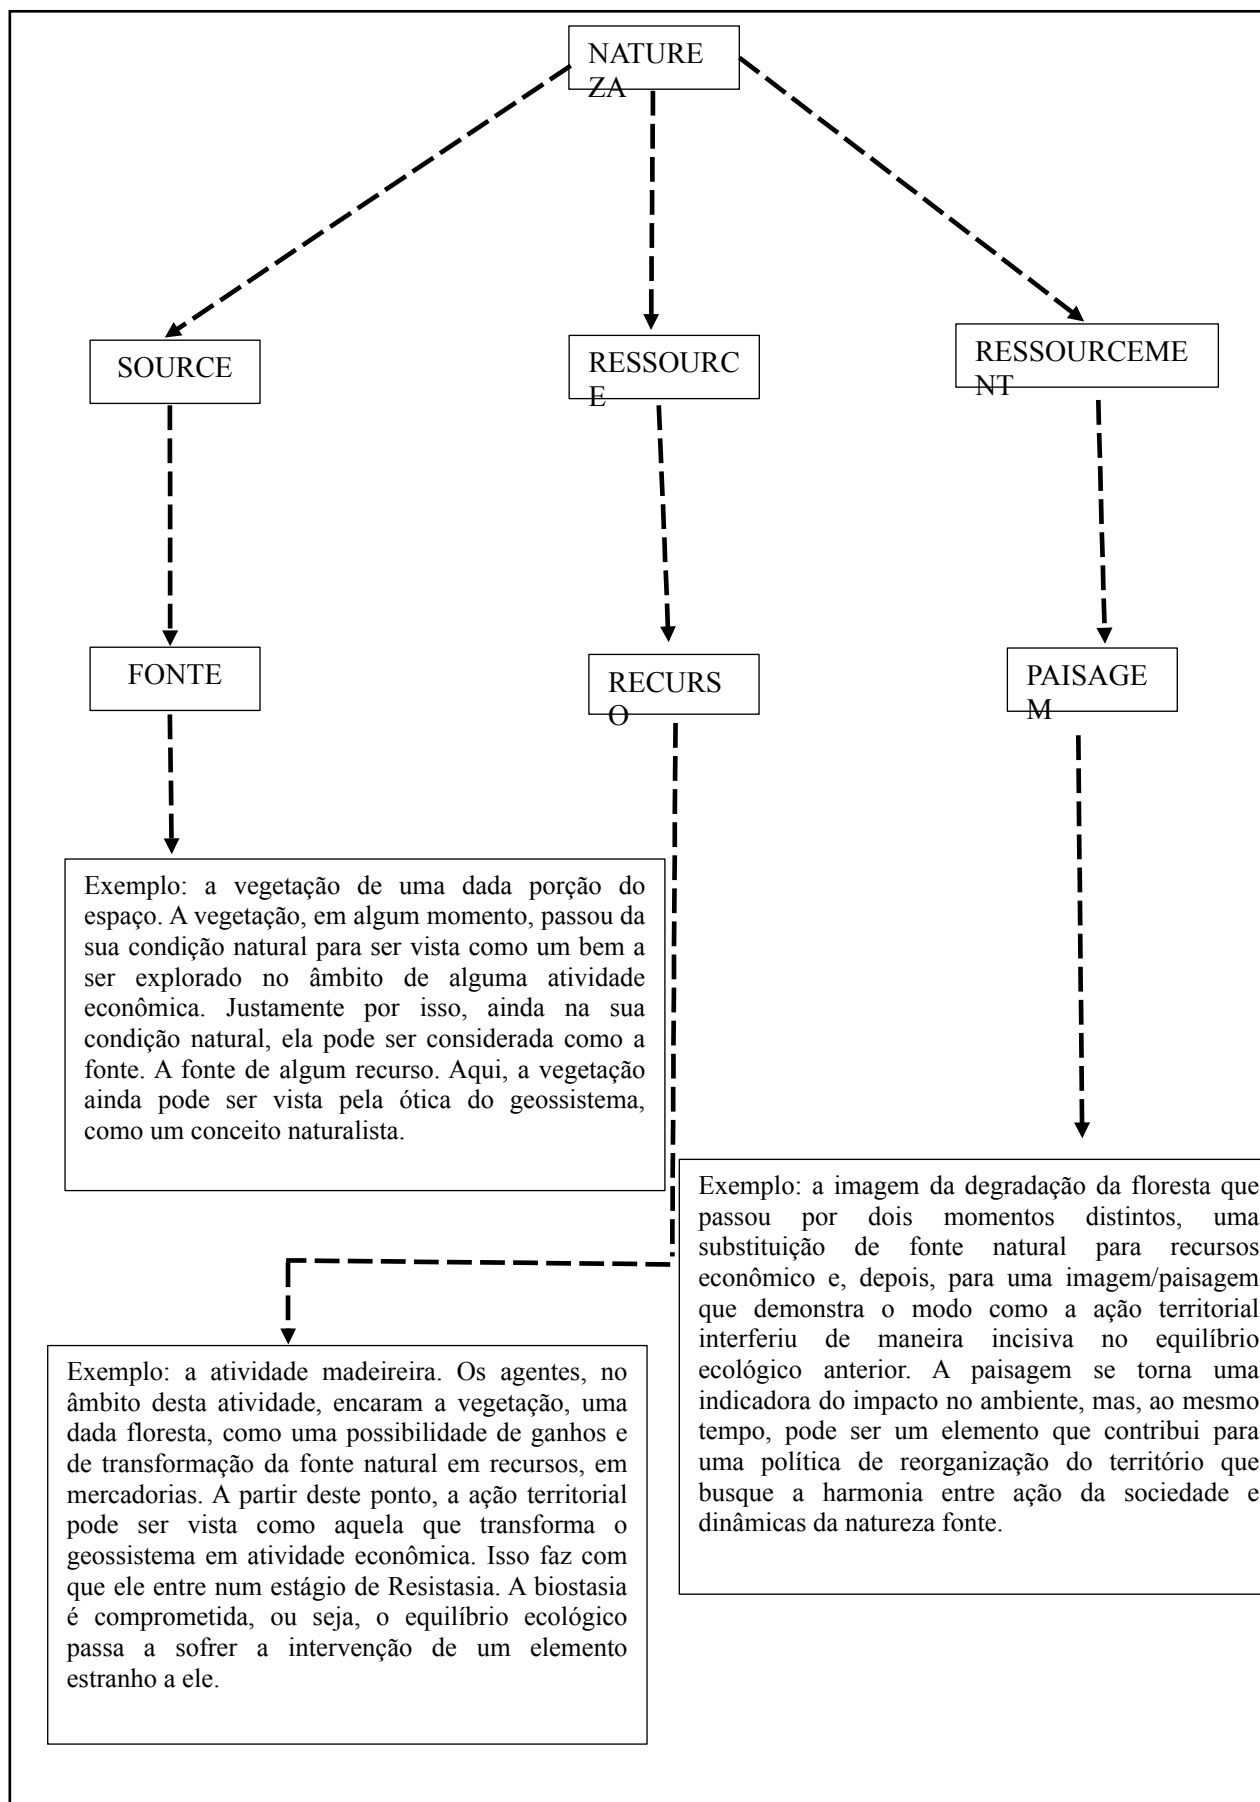 NATURE
ZA
SOURCE
RESSOURC
E
RESSOURCEME
NT
FONTE
RECURS
O
PAISAGE
M
Exemplo: a vegetação de uma dada porção do
espaço. A vegetação, em algum momento, passou da
sua condição natural para ser vista como um bem a
ser explorado no âmbito de alguma atividade
econômica. Justamente por isso, ainda na sua
condição natural, ela pode ser considerada como a
fonte. A fonte de algum recurso. Aqui, a vegetação
ainda pode ser vista pela ótica do geossistema,
como um conceito naturalista.
Exemplo: a atividade madeireira. Os agentes, no
âmbito desta atividade, encaram a vegetação, uma
dada floresta, como uma possibilidade de ganhos e
de transformação da fonte natural em recursos, em
mercadorias. A partir deste ponto, a ação territorial
pode ser vista como aquela que transforma o
geossistema em atividade econômica. Isso faz com
que ele entre num estágio de Resistasia. A biostasia
é comprometida, ou seja, o equilíbrio ecológico
passa a sofrer a intervenção de um elemento
estranho a ele.
Exemplo: a imagem da degradação da floresta que
passou por dois momentos distintos, uma
substituição de fonte natural para recursos
econômico e, depois, para uma imagem/paisagem
que demonstra o modo como a ação territorial
interferiu de maneira incisiva no equilíbrio
ecológico anterior. A paisagem se torna uma
indicadora do impacto no ambiente, mas, ao mesmo
tempo, pode ser um elemento que contribui para
uma política de reorganização do território que
busque a harmonia entre ação da sociedade e
dinâmicas da natureza fonte.